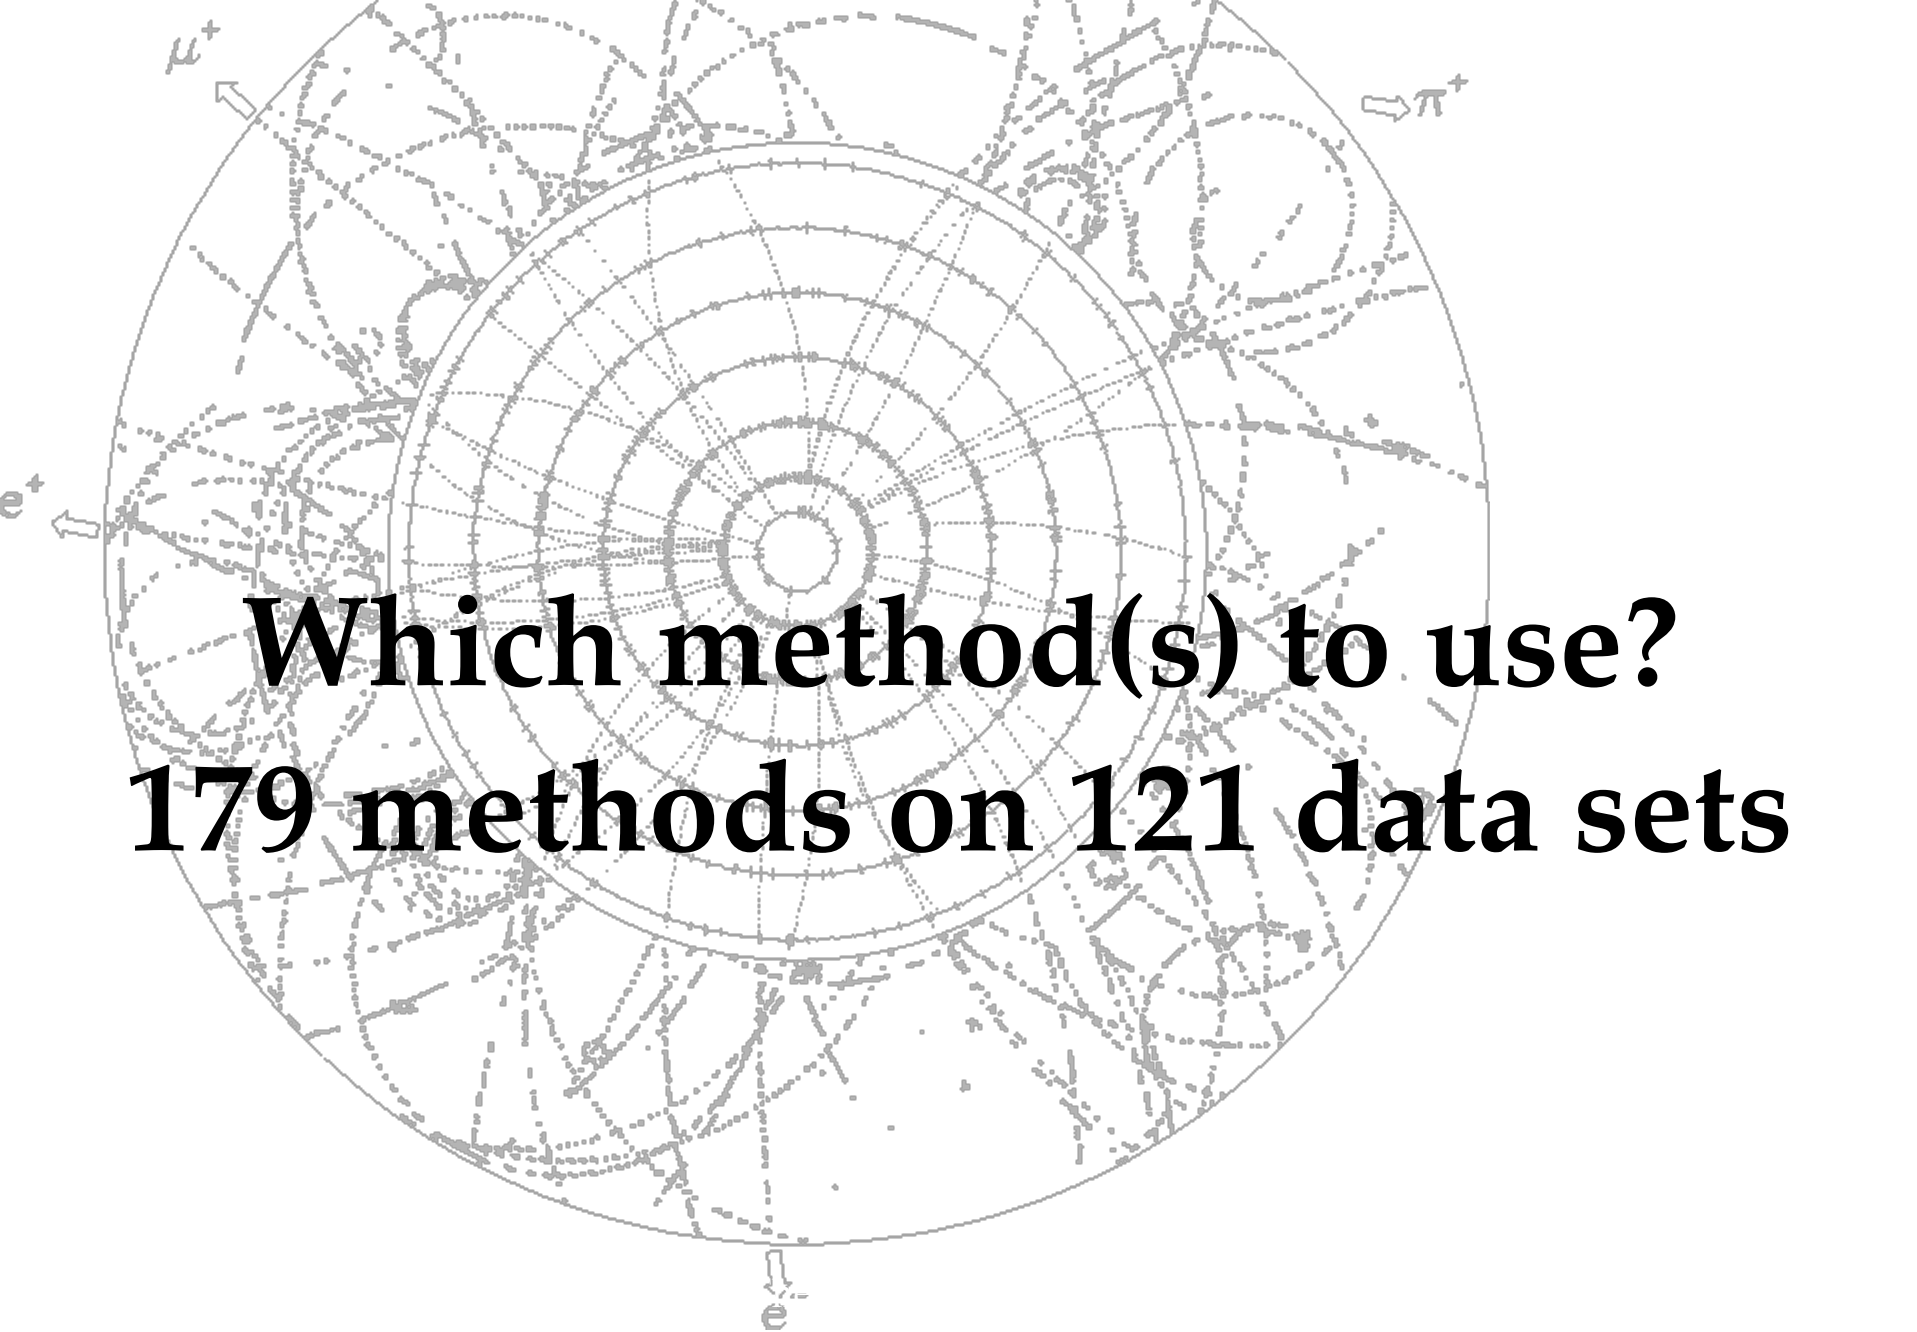 μ⁺
π⁺
e⁺
Which method(s) to use?
179 methods on 121 data sets
e⁻